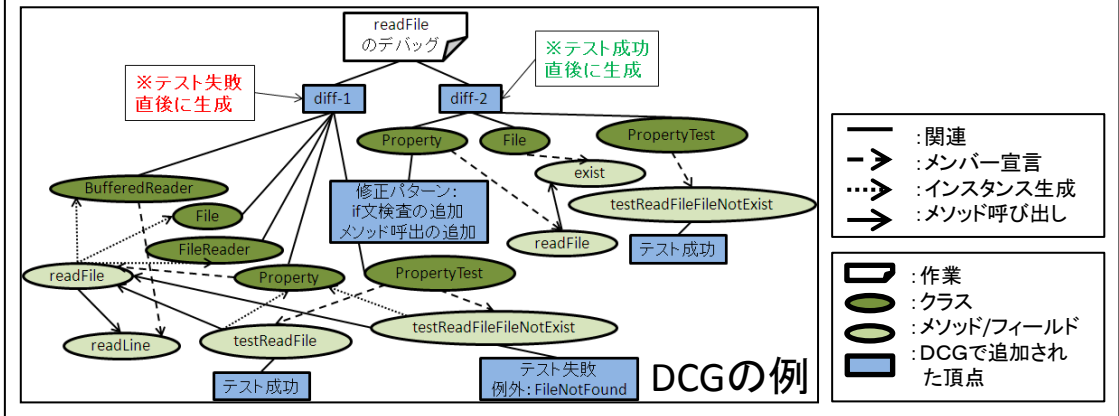 readFile
のデバッグ
※テスト失敗
直後に生成
※テスト成功
直後に生成
diff-1
diff-2
Property
File
PropertyTest
BufferedReader
exist
修正パターン:
if文検査の追加
メソッド呼出の追加
testReadFileFileNotExist
File
readFile
テスト成功
FileReader
readFile
Property
PropertyTest
readLine
testReadFile
testReadFileFileNotExist
テスト成功
テスト失敗
例外: FileNotFound
DCGの例
:関連
:メンバー宣言
:インスタンス生成
:メソッド呼び出し
:作業
:クラス
:メソッド/フィールド
:DCGで追加され
た頂点